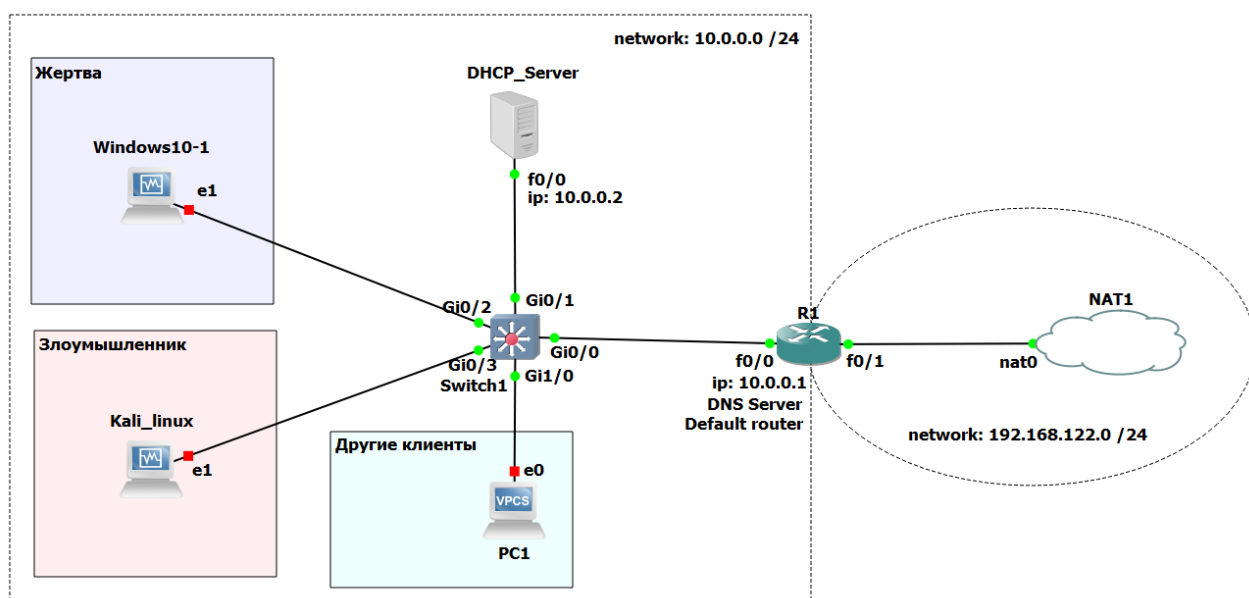 network: 10.0.0.0 /24
Жертва
Windows10-1
e1
DHCP_Server
f0/0
ip: 10.0.0.2
Gi0/2
Gi0/1
Gi0/3
Gi0/0
Switch1
Gi1/0
Злоумышленник
Kali_linux
e1
Другие клиенты
e0
VPCS
PC1
R1
f0/0
f0/1
ip: 10.0.0.1
DNS Server
Default router
NAT1
nat0
network: 192.168.122.0 /24